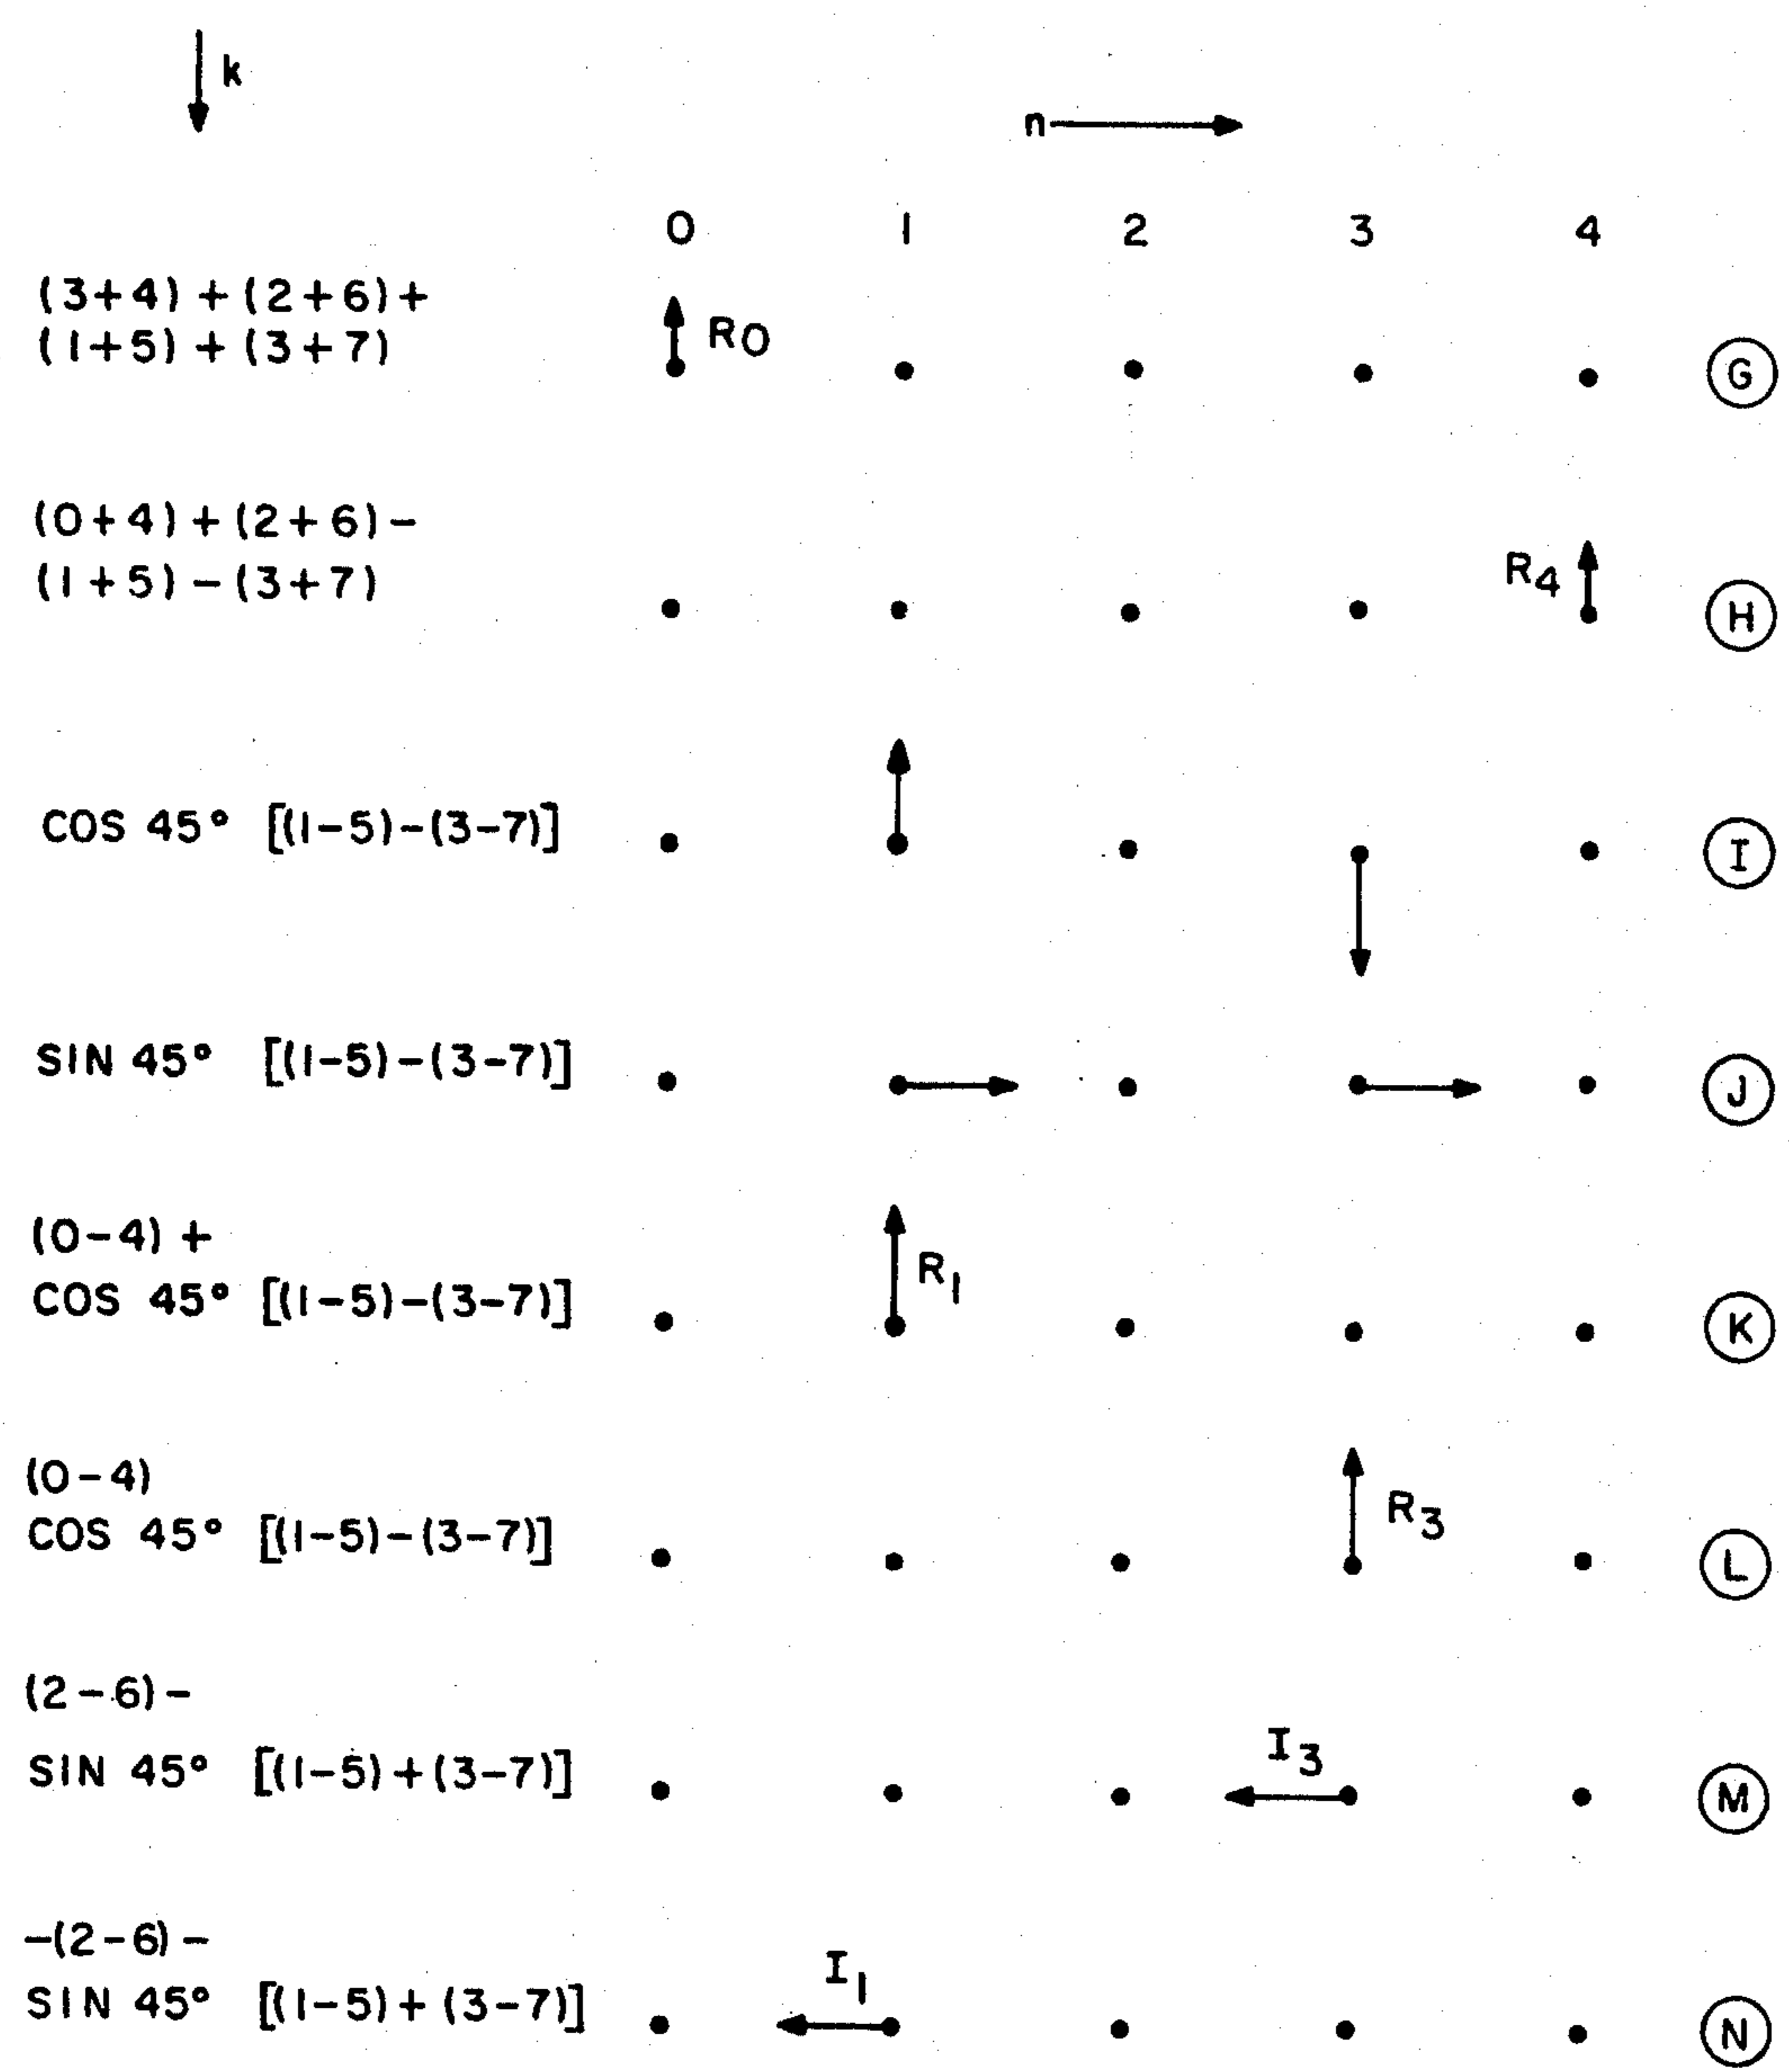 k
n
0 1 2 3 4
(3+4)+(2+6)+
(1+5)+(3+7)
R0
G
(0+4)+(2+6)-
(1+5)-(3+7)
R4
H
COS 45° [(1-5)-(3-7)]
I
SIN 45° [(1-5)-(3-7)]
J
(0-4)+
COS 45° [(1-5)-(3-7)]
R1
K
(0-4)
COS 45° [(1-5)-(3-7)]
R3
L
(2-6)-
SIN 45° [(1-5)+(3-7)]
I3
M
-(2-6)-
SIN 45° [(1-5)+(3-7)]
I1
N